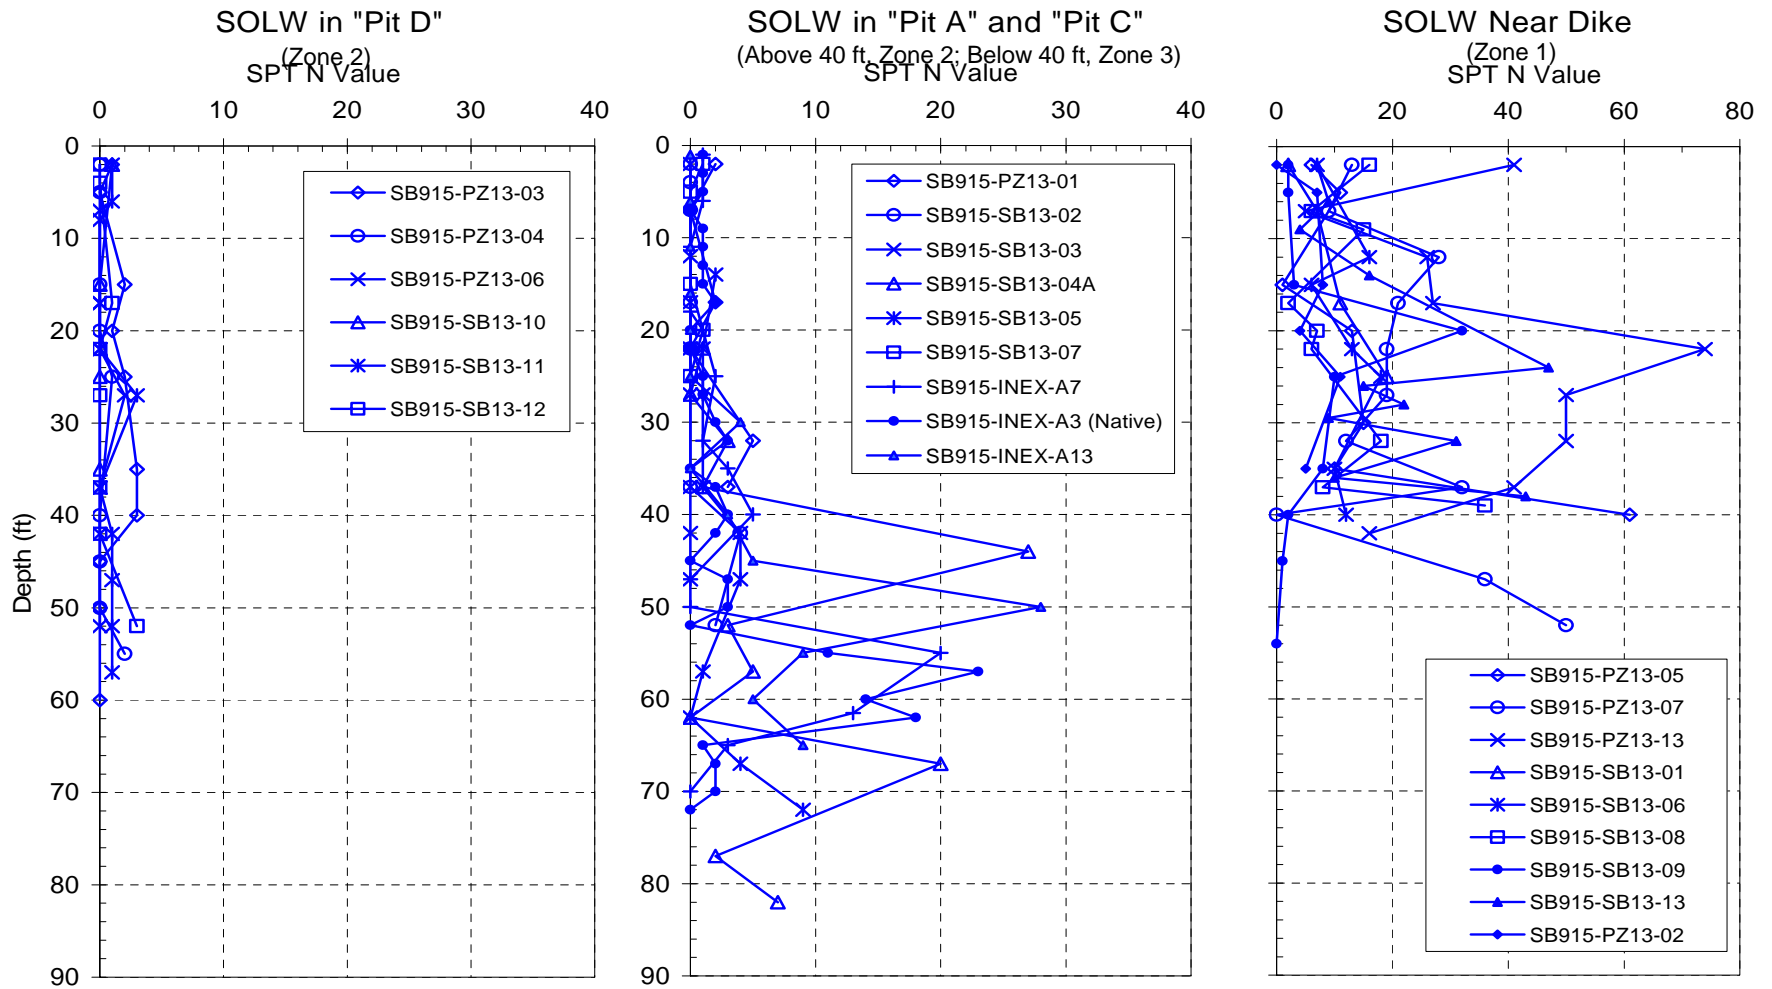 SOLW in "Pit D"
(Zone 2)
SPT N Value
0 10 20 30 40
0
10
20
30
40
50
60
70
80
90
Depth (ft)
SB915-PZ13-03
SB915-PZ13-04
SB915-PZ13-06
SB915-SB13-10
SB915-SB13-11
SB915-SB13-12
SOLW in "Pit A" and "Pit C"
(Above 40 ft, Zone 2; Below 40 ft, Zone 3)
SPT N Value
0 10 20 30 40
0
10
20
30
40
50
60
70
80
90
SB915-PZ13-01
SB915-SB13-02
SB915-SB13-03
SB915-SB13-04A
SB915-SB13-05
SB915-SB13-07
SB915-INEX-A7
SB915-INEX-A3 (Native)
SB915-INEX-A13
SOLW Near Dike
(Zone 1)
SPT N Value
0 20 40 60 80
SB915-PZ13-05
SB915-PZ13-07
SB915-PZ13-13
SB915-SB13-01
SB915-SB13-06
SB915-SB13-08
SB915-SB13-09
SB915-SB13-13
SB915-PZ13-02